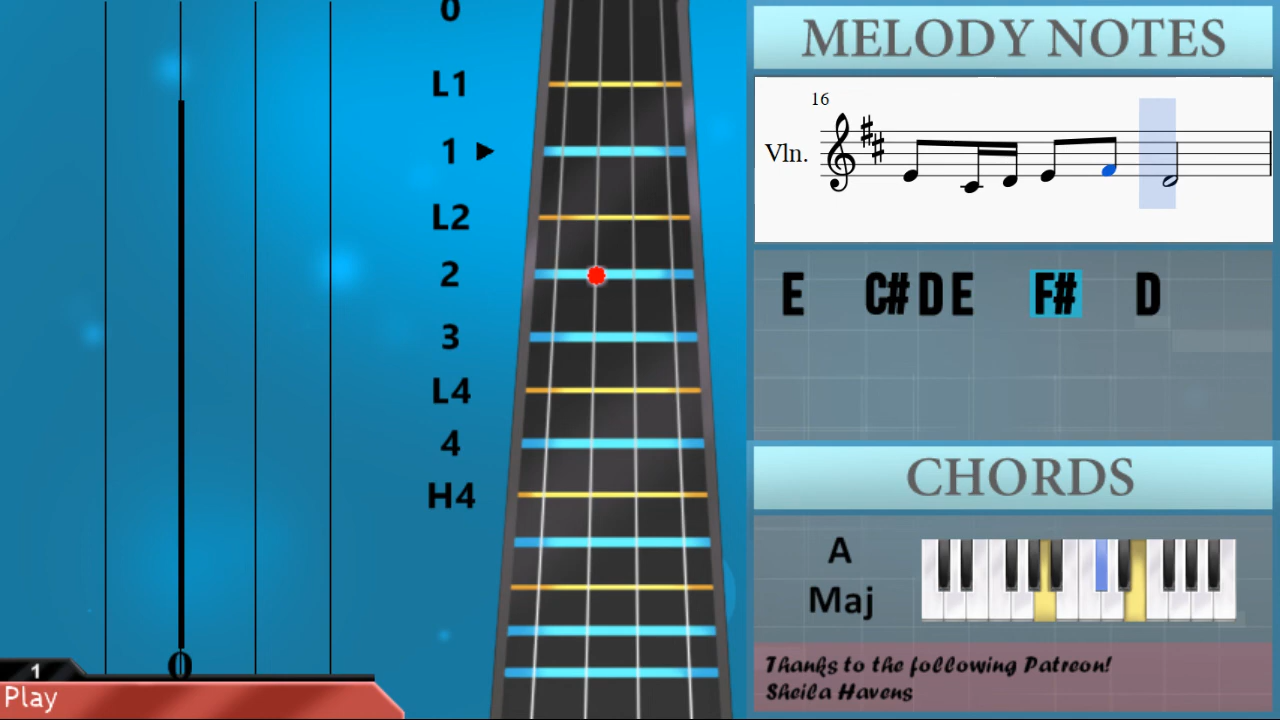 0
L1
1
L2
2
3
L4
4
H4
0
1
Play
MELODY NOTES
16
Vln.
E C# D E F# D
CHORDS
A
Maj
Thanks to the following Patreon!
Sheila Havens